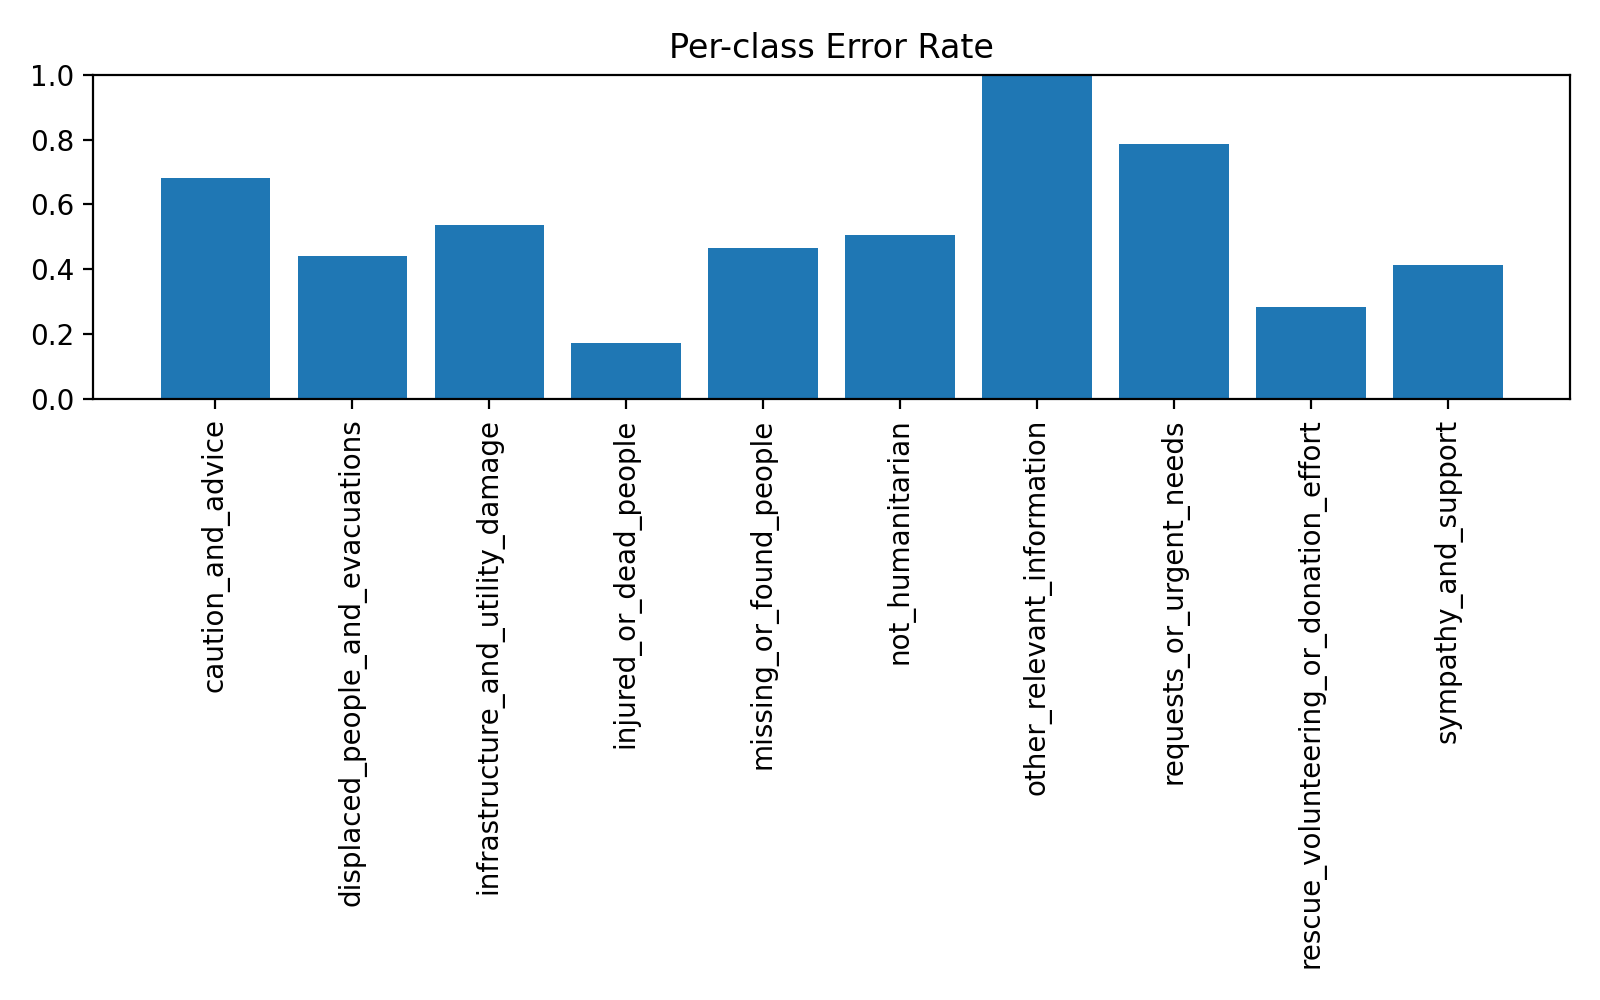 Per-class Error Rate
1.0
0.8
0.6
0.4
0.2
0.0
caution_and_advice
displaced_people_and_evacuations
infrastructure_and_utility_damage
injured_or_dead_people
missing_or_found_people
not_humanitarian
other_relevant_information
requests_or_urgent_needs
rescue_volunteering_or_donation_effort
sympathy_and_support